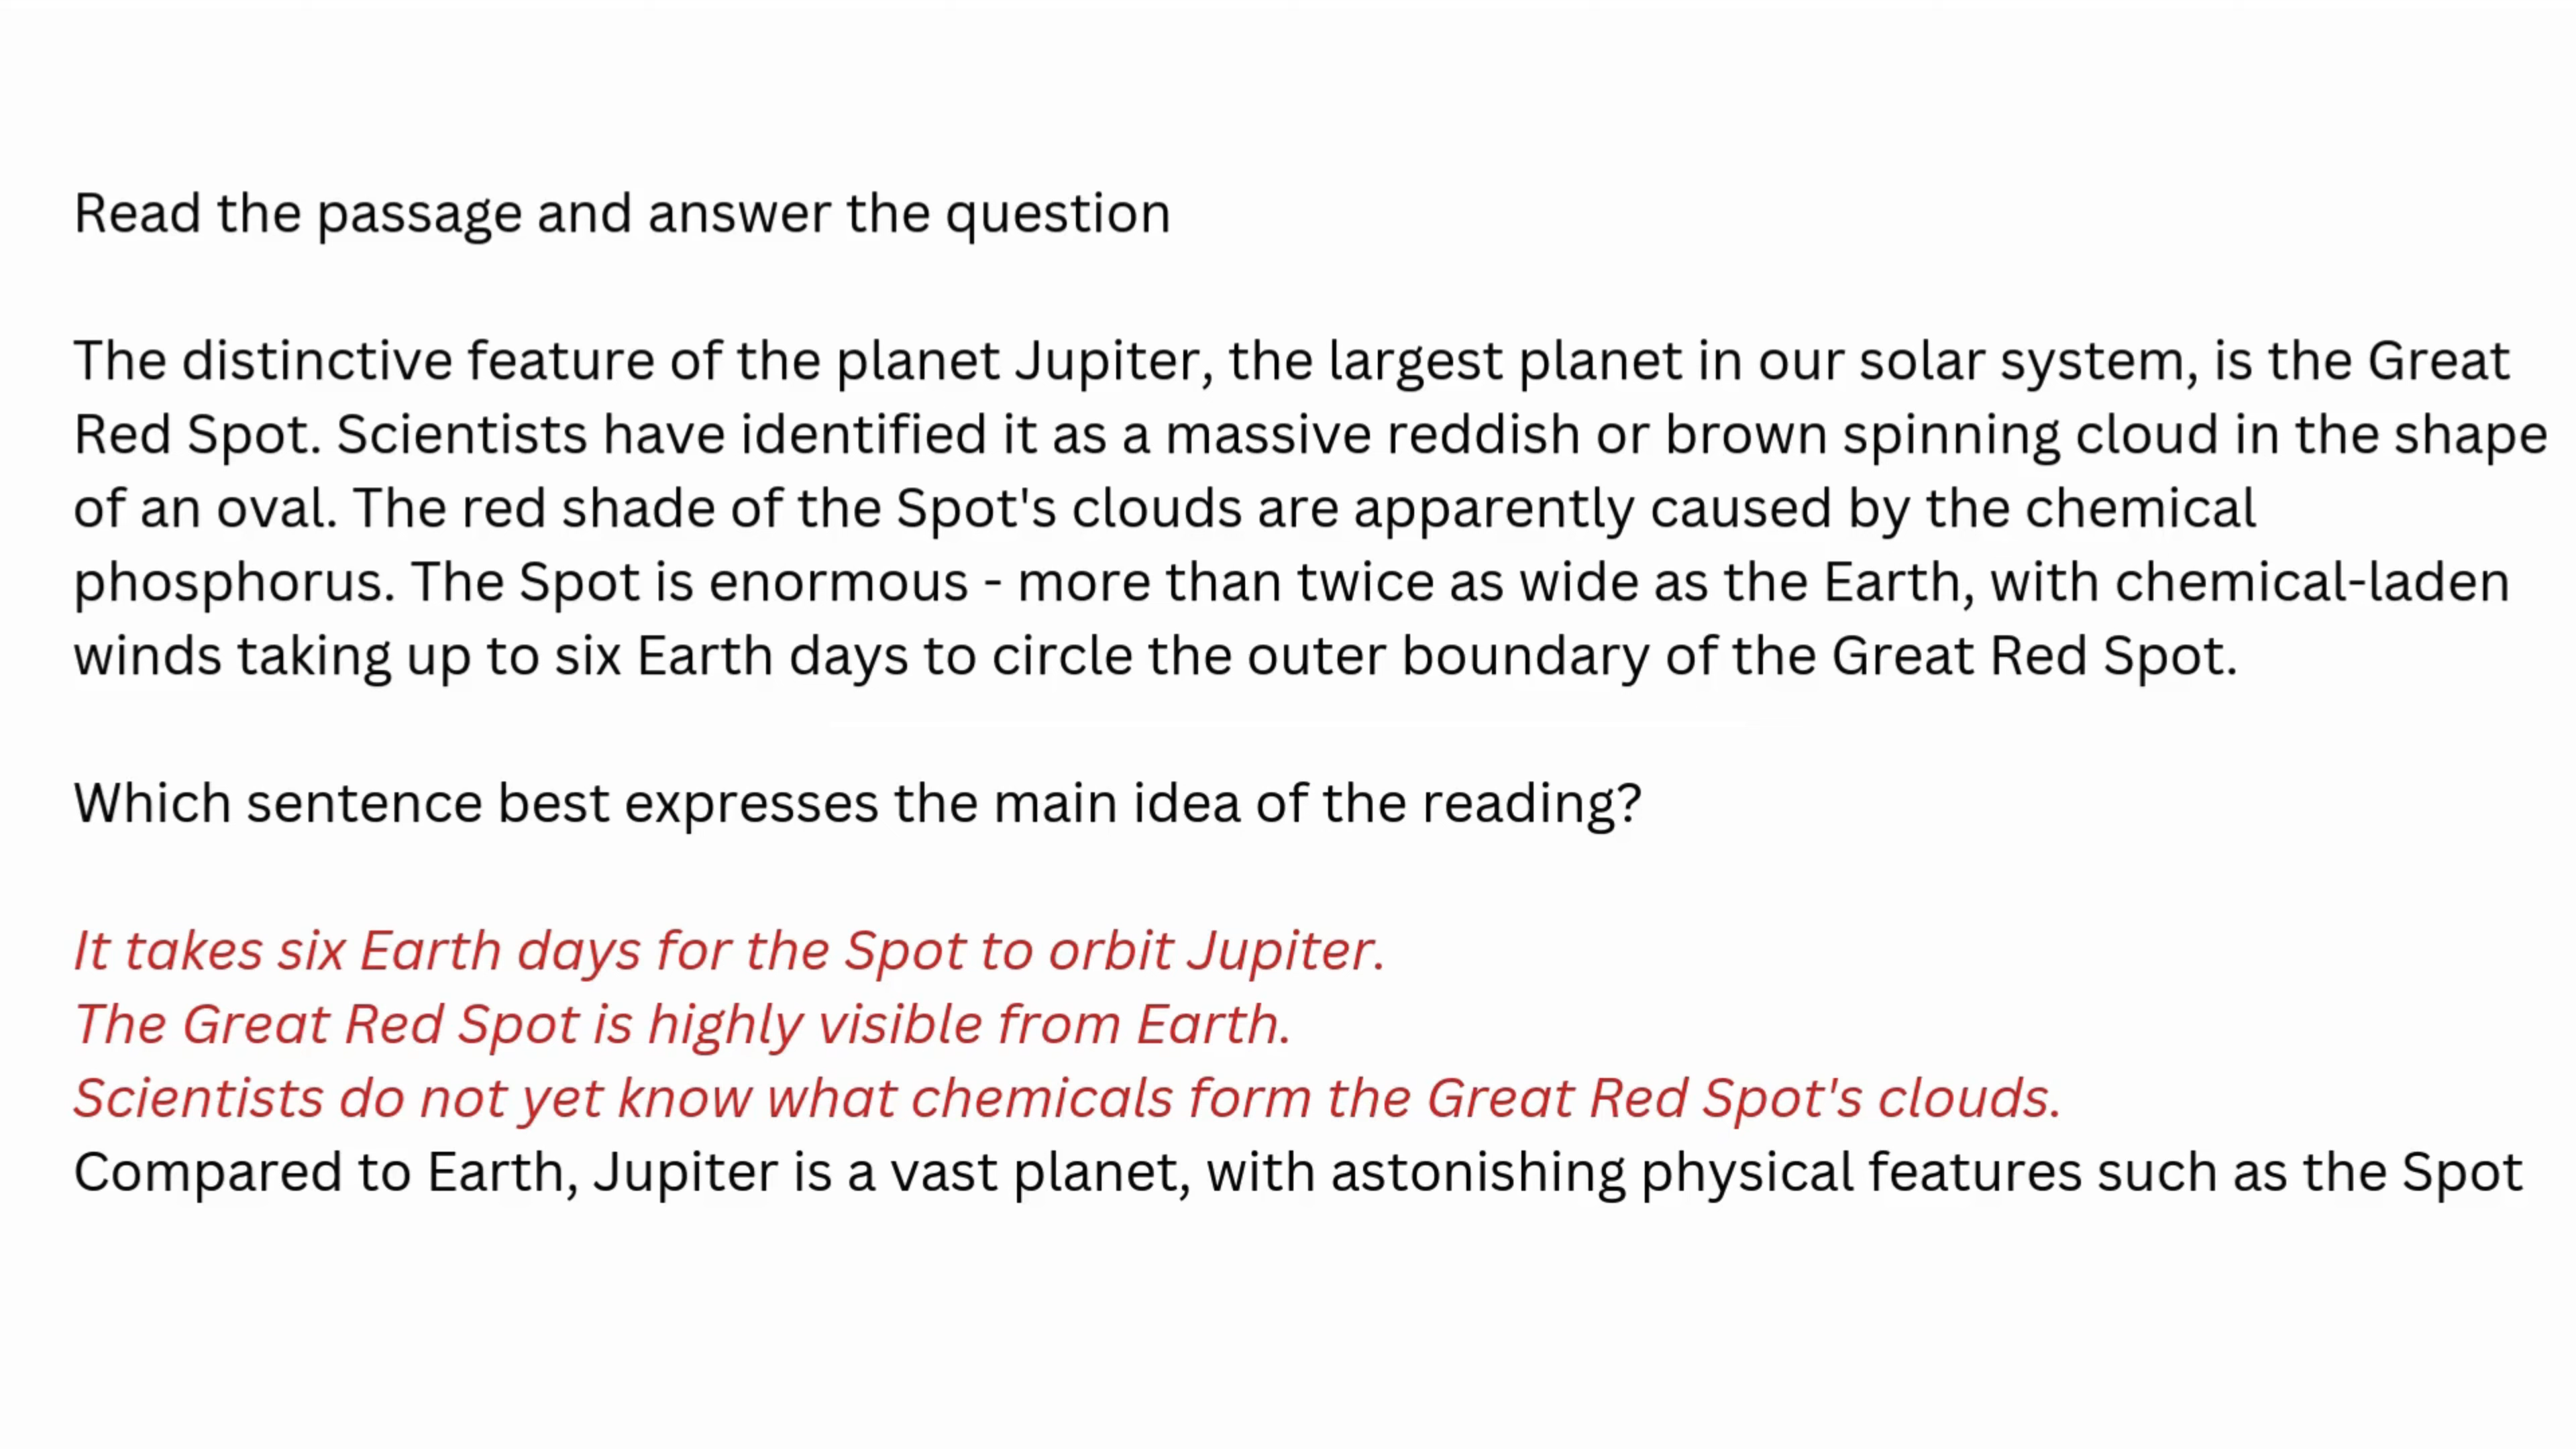 Read the passage and answer the question
The distinctive feature of the planet Jupiter, the largest planet in our solar system, is the Great
Red Spot. Scientists have identified it as a massive reddish or brown spinning cloud in the shape
of an oval. The red shade of the Spot's clouds are apparently caused by the chemical
phosphorus. The Spot is enormous - more than twice as wide as the Earth, with chemical-laden
winds taking up to six Earth days to circle the outer boundary of the Great Red Spot.
Which sentence best expresses the main idea of the reading?
It takes six Earth days for the Spot to orbit Jupiter.
The Great Red Spot is highly visible from Earth.
Scientists do not yet know what chemicals form the Great Red Spot's clouds.
Compared to Earth, Jupiter is a vast planet, with astonishing physical features such as the Spot